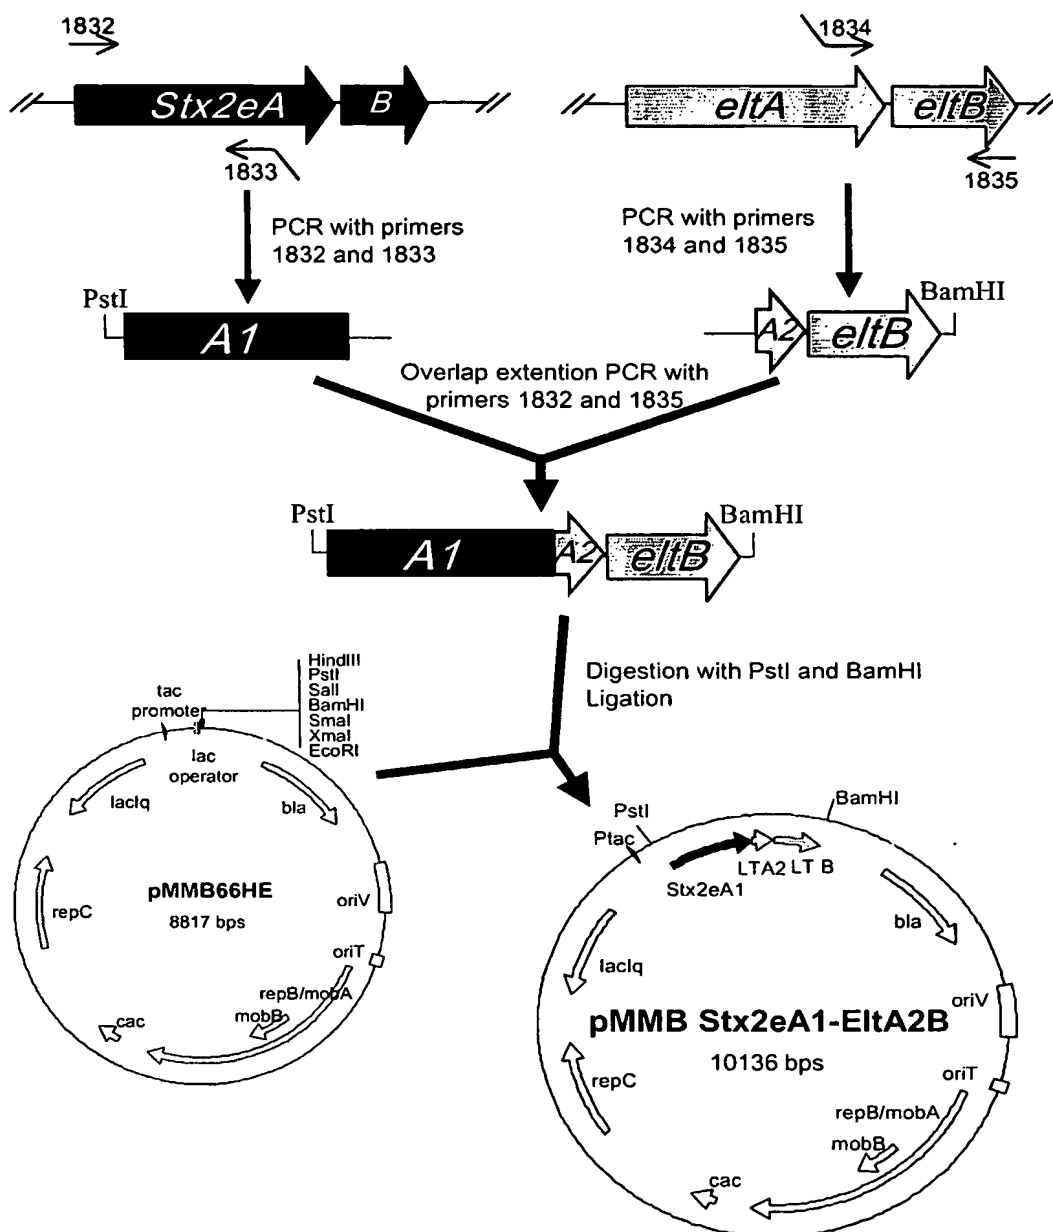 1832
1834
Stx2eA
B
eltA
eltB
1833
1835
PCR with primers
1832 and 1833
PCR with primers
1834 and 1835
PstI
BamHI
A1
A2
eltB
Overlap extention PCR with
primers 1832 and 1835
PstI
BamHI
A1
A2
eltB
HindIII
PstI
SalI
BamHI
SmaI
XmaI
EcoRI
Digestion with PstI and BamHI
Ligation
tac
promoter
lac
operator
lacIq
bla
pMMB66HE
8817 bps
repC
oriV
oriT
repB/mobA
mobB
cac
PstI
BamHI
Ptac
LTA2 LT B
Stx2eA1
bla
lacIq
oriV
pMMB Stx2eA1-EltA2B
10136 bps
oriT
repC
repB/mobA
mobB
cac